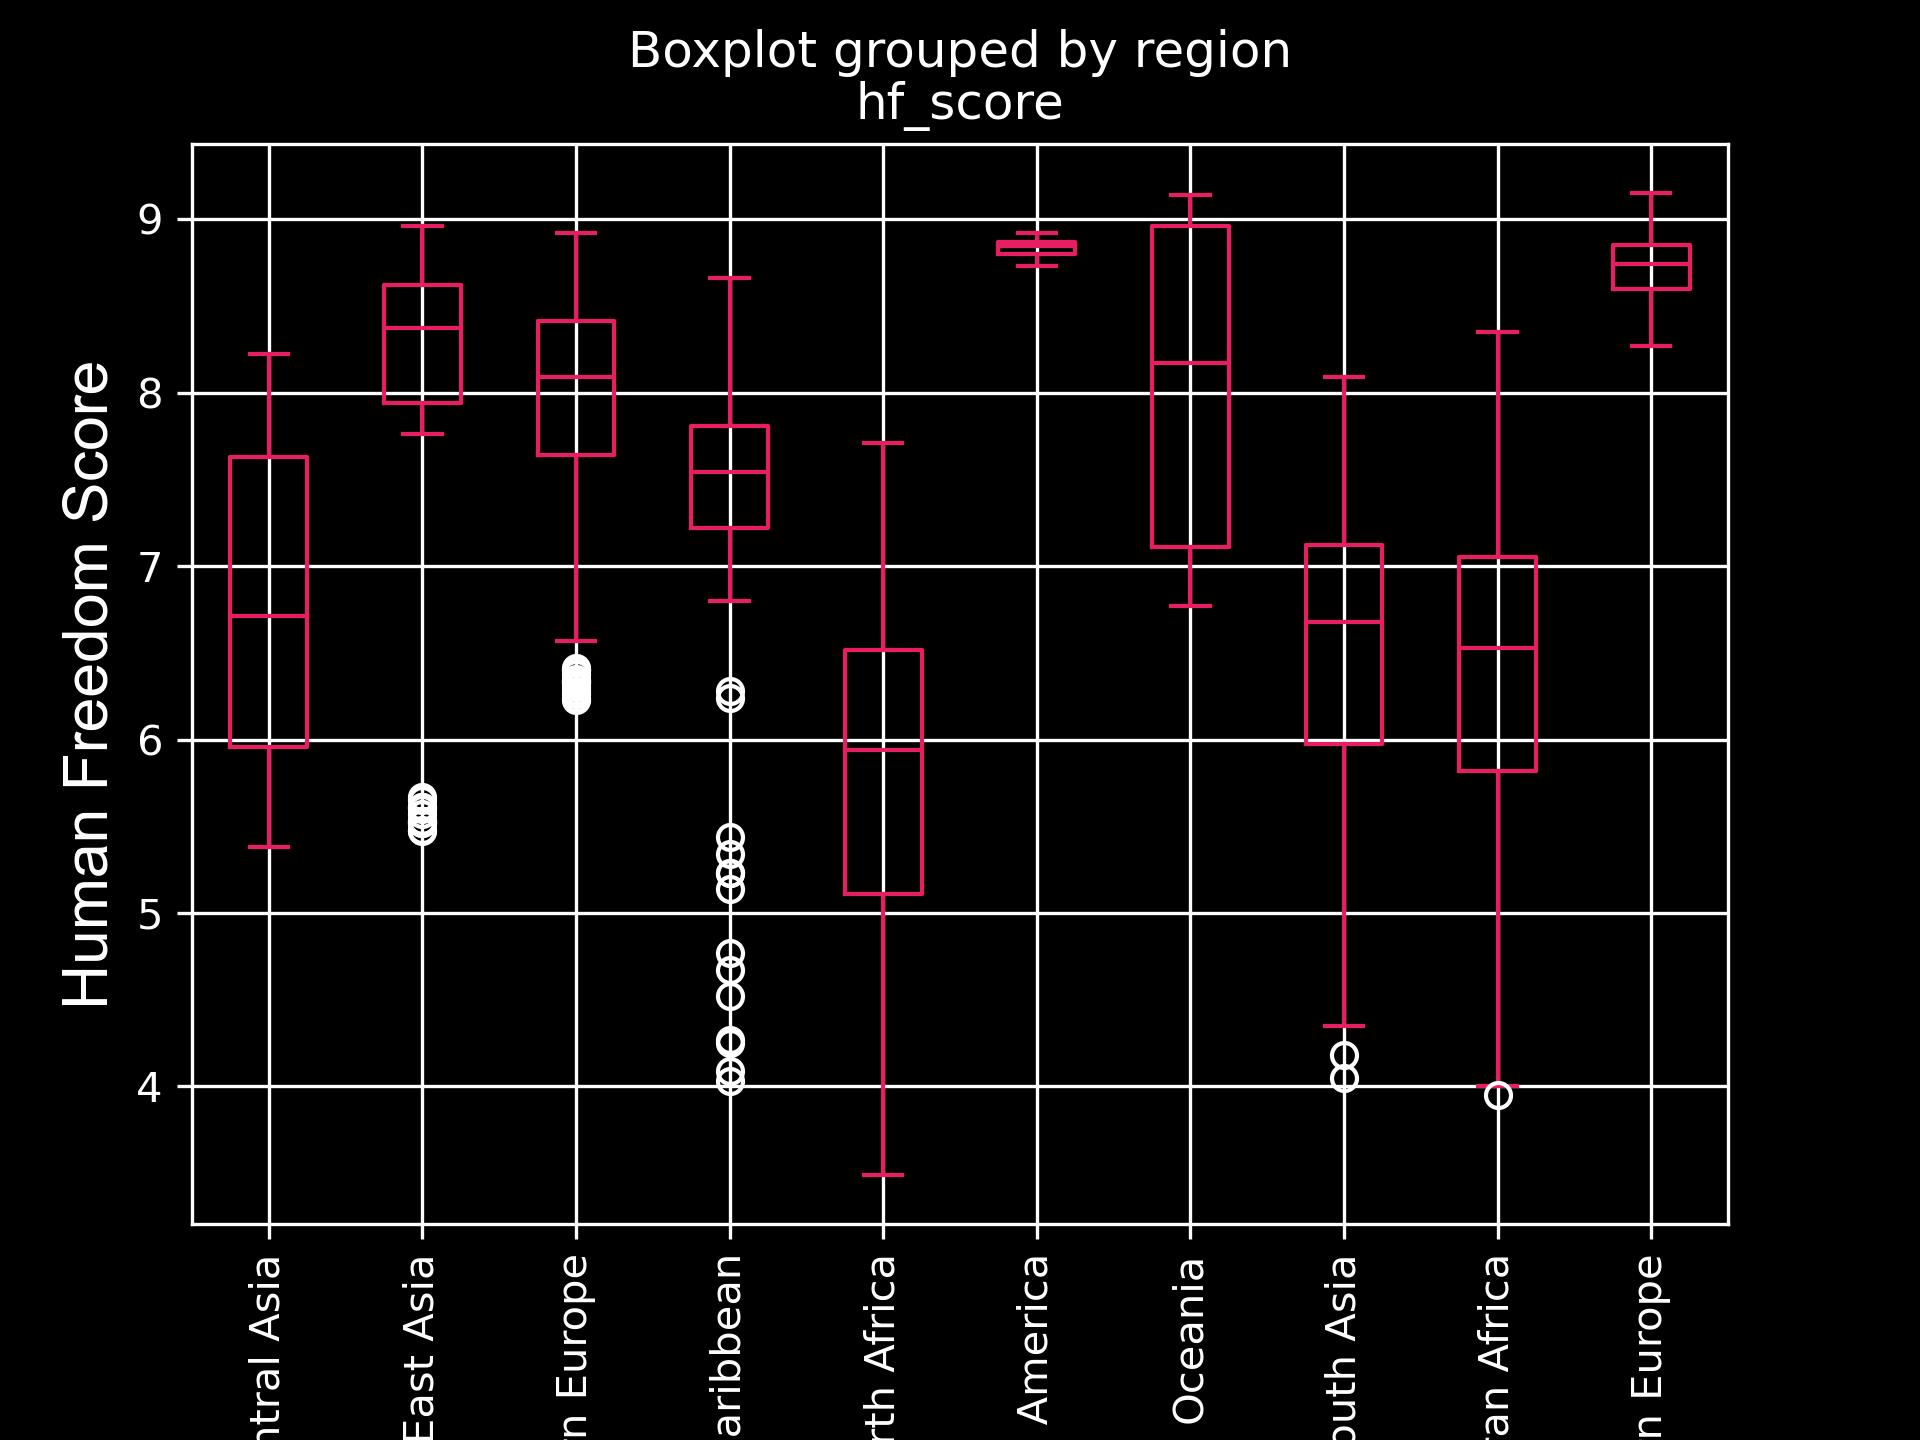 Boxplot grouped by region
hf_score
Human Freedom Score
9
8
7
6
5
4
ntral Asia
East Asia
n Europe
aribbean
rth Africa
America
Oceania
outh Asia
an Africa
n Europe